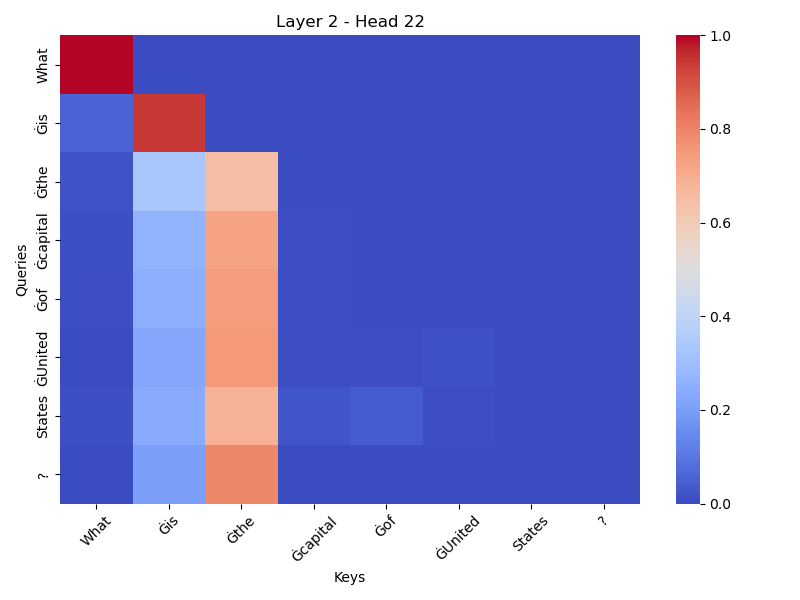 Layer 2 - Head 22
Queries
What
Ġis
Ġthe
Ġcapital
Ġof
ĠUnited
States
?
What
Ġis
Ġthe
Ġcapital
Ġof
ĠUnited
States
?
Keys
1.0
0.8
0.6
0.4
0.2
0.0